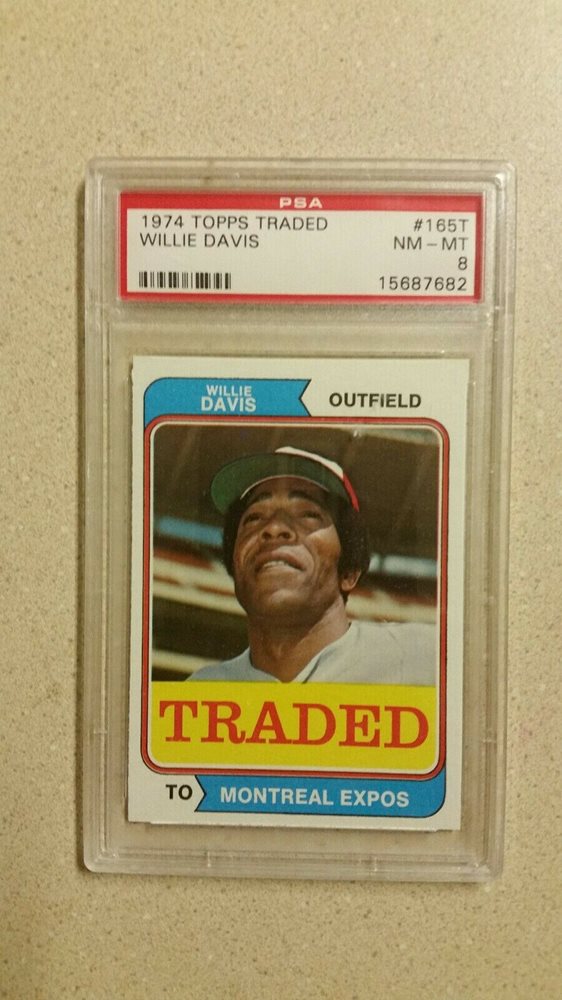 PSA
1974 TOPPS TRADED #165T
WILLIE DAVIS NM – MT
8
15687682
WILLIE
DAVIS
OUTFIELD
TRADED
TO MONTREAL EXPOS